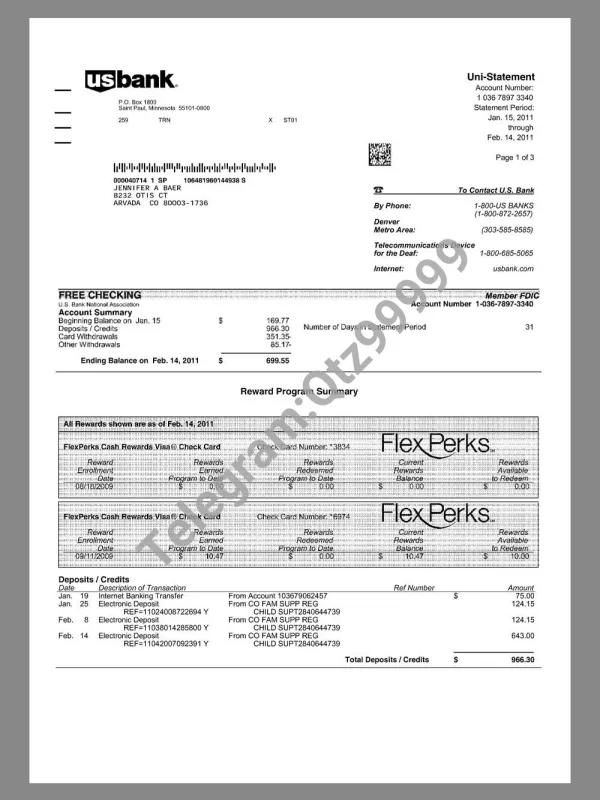 usbank.
Uni-Statement
P.O. Box 1800
Saint Paul, Minnesota 55101-0800
Account Number:
1 036 7897 3340
Statement Period:
Jan. 15, 2011
through
Feb. 14, 2011
259 TRN X ST01
Page 1 of 3
000040714 1 SP 106481960144938 S
JENNIFER A BAER
8232 OTIS CT
ARVADA CO 80003-1736
☎ To Contact U.S. Bank
By Phone: 1-800-US BANKS
(1-800-872-2657)
Denver
Metro Area: (303-585-8585)
Telecommunications Device
for the Deaf: 1-800-685-5065
Internet: usbank.com
FREE CHECKING Member FDIC
U.S. Bank National Association Account Number 1-036-7897-3340
Account Summary
Beginning Balance on Jan. 15 $ 169.77
Deposits / Credits 966.30 Number of Days in Statement Period 31
Card Withdrawals 351.35-
Other Withdrawals 85.17-
Ending Balance on Feb. 14, 2011 $ 699.55
Reward Program Summary
All Rewards shown are as of Feb. 14, 2011
FlexPerks Cash Rewards Visa® Check Card Check Card Number: *3834 FlexPerks
Reward Rewards Rewards Current Rewards
Enrollment Earned Redeemed Rewards Available
Date Program to Date Program to Date Balance to Redeem
08/18/2009 $ 0.00 $ 0.00 $ 0.00 $ 0.00
FlexPerks Cash Rewards Visa® Check Card Check Card Number: *6974 FlexPerks
Reward Rewards Rewards Current Rewards
Enrollment Earned Redeemed Rewards Available
Date Program to Date Program to Date Balance to Redeem
09/11/2009 $ 10.47 $ 0.00 $ 10.47 $ 10.00
Deposits / Credits
Date Description of Transaction Ref Number Amount
Jan. 19 Internet Banking Transfer From Account 103679062457 $ 75.00
Jan. 25 Electronic Deposit From CO FAM SUPP REG 124.15
REF=11024008722694 Y CHILD SUPT2840644739
Feb. 8 Electronic Deposit From CO FAM SUPP REG 124.15
REF=11038014285800 Y CHILD SUPT2840644739
Feb. 14 Electronic Deposit From CO FAM SUPP REG 643.00
REF=11042007092391 Y CHILD SUPT2840644739
Total Deposits / Credits $ 966.30
Telegram:Qtz99999